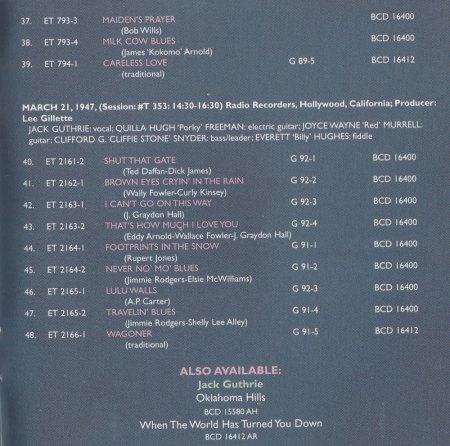 37. ET 793-3 MAIDEN'S PRAYER BCD 16400
(Bob Wills)
38. ET 793-4 MILK COW BLUES BCD 16400
(James 'Kokomo' Arnold)
39. ET 794-1 CARELESS LOVE G 89-5 BCD 16412
(traditional)
MARCH 21, 1947, (Session: #T 353: 14:30-16:30) Radio Recorders, Hollywood, California; Producer:
Lee Gillette
JACK GUTHRIE: vocal; QUILLA HUGH 'Porky' FREEMAN: electric guitar; JOYCE WAYNE 'Red' MURRELL:
guitar; CLIFFORD G. 'CLIFFIE STONE' SNYDER: bass/leader; EVERETT 'Billy' HUGHES: fiddle
40. ET 2161-2 SHUT THAT GATE G 92-1 BCD 16400
(Ted Daffan-Dick James)
41. ET 2162-1 BROWN EYES CRYIN' IN THE RAIN G 92-2 BCD 16400
(Wally Fowler-Curly Kinsey)
42. ET 2163-1 I CAN'T GO ON THIS WAY G 92-3 BCD 16400
(J. Graydon Hall)
43. ET 2163-2 THAT'S HOW MUCH I LOVE YOU G 92-4 BCD 16400
(Eddy Arnold-Wallace Fowler-J. Graydon Hall)
44. ET 2164-1 FOOTPRINTS IN THE SNOW G 91-1 BCD 16400
(Rupert Jones)
45. ET 2164-2 NEVER NO' MO' BLUES G 91-2 BCD 16400
(Jimmie Rodgers-Elsie McWilliams)
46. ET 2165-1 LULU WALLS G 92-3 BCD 16400
(A.P. Carter)
47. ET 2165-2 TRAVELIN' BLUES G 91-4 BCD 16400
(Jimmie Rodgers-Shelly Lee Alley)
48. ET 2166-1 WAGONER G 91-5 BCD 16412
(traditional)
ALSO AVAILABLE:
Jack Guthrie
Oklahoma Hills
BCD 15580 AH
When The World Has Turned You Down
BCD 16412 AR